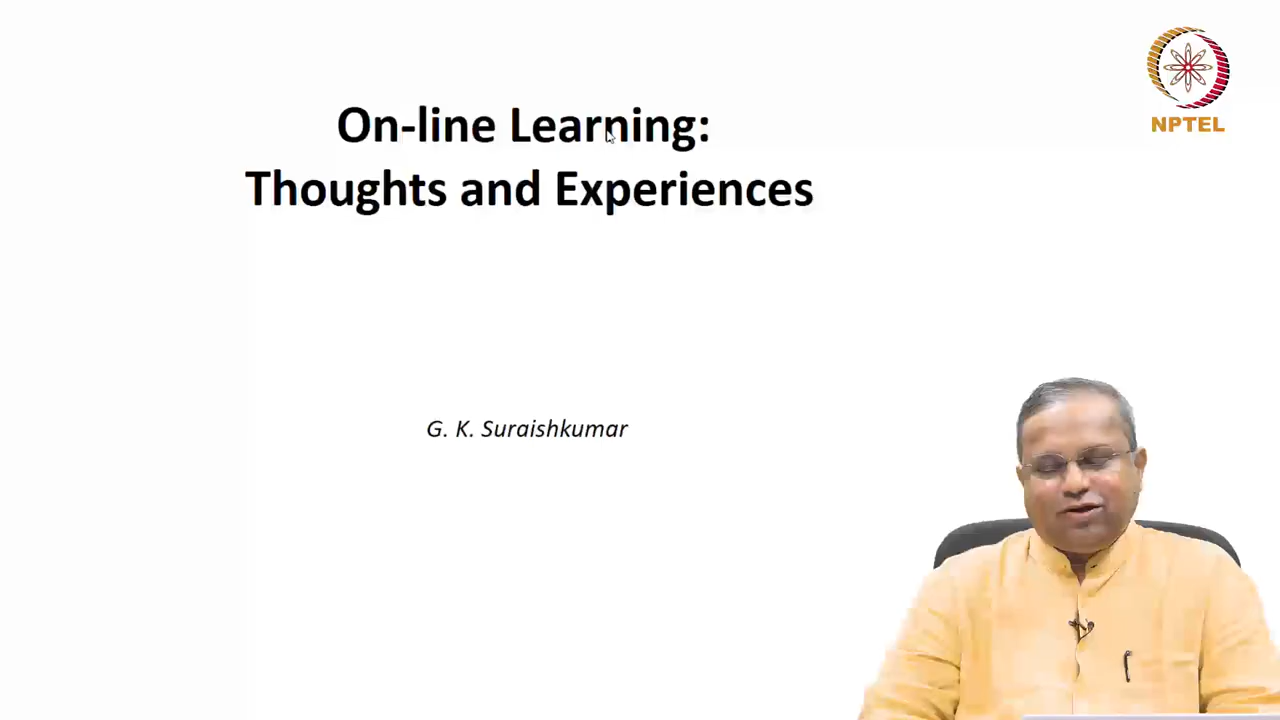 On-line Learning:
Thoughts and Experiences
G. K. Suraishkumar
NPTEL